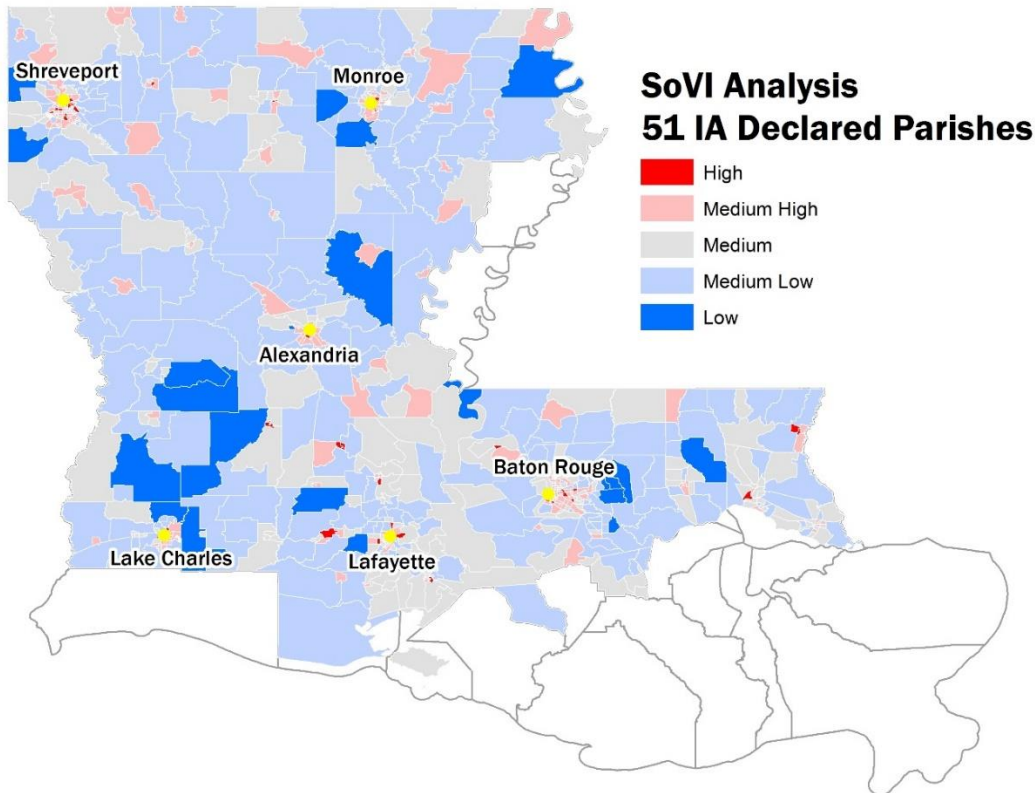 Shreveport
Monroe
SoVI Analysis
51 IA Declared Parishes
High
Medium High
Medium
Medium Low
Low
Alexandria
Baton Rouge
Lake Charles
Lafayette